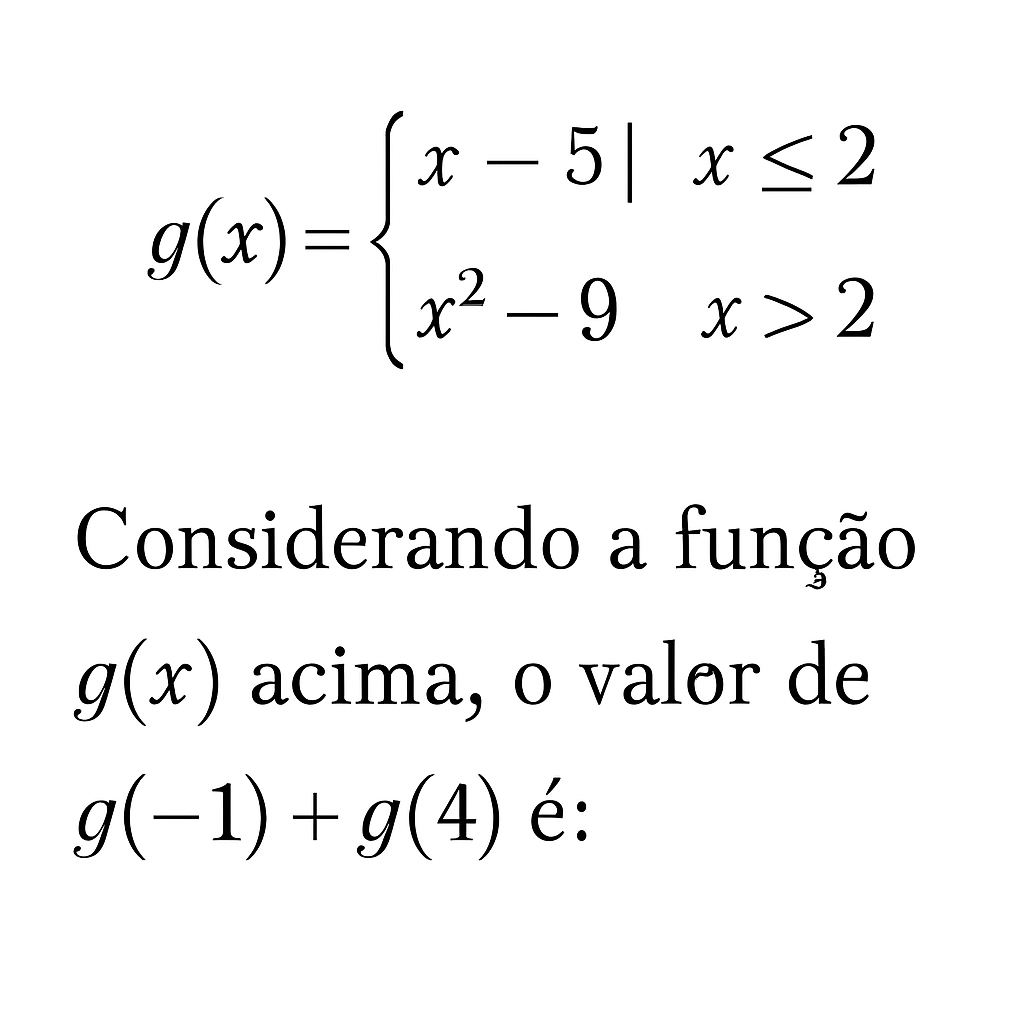 g(x) = { x − 5 |  x ≤ 2
x² − 9  x > 2
Considerando a função
g(x) acima, o valor de
g(−1) + g(4) é: